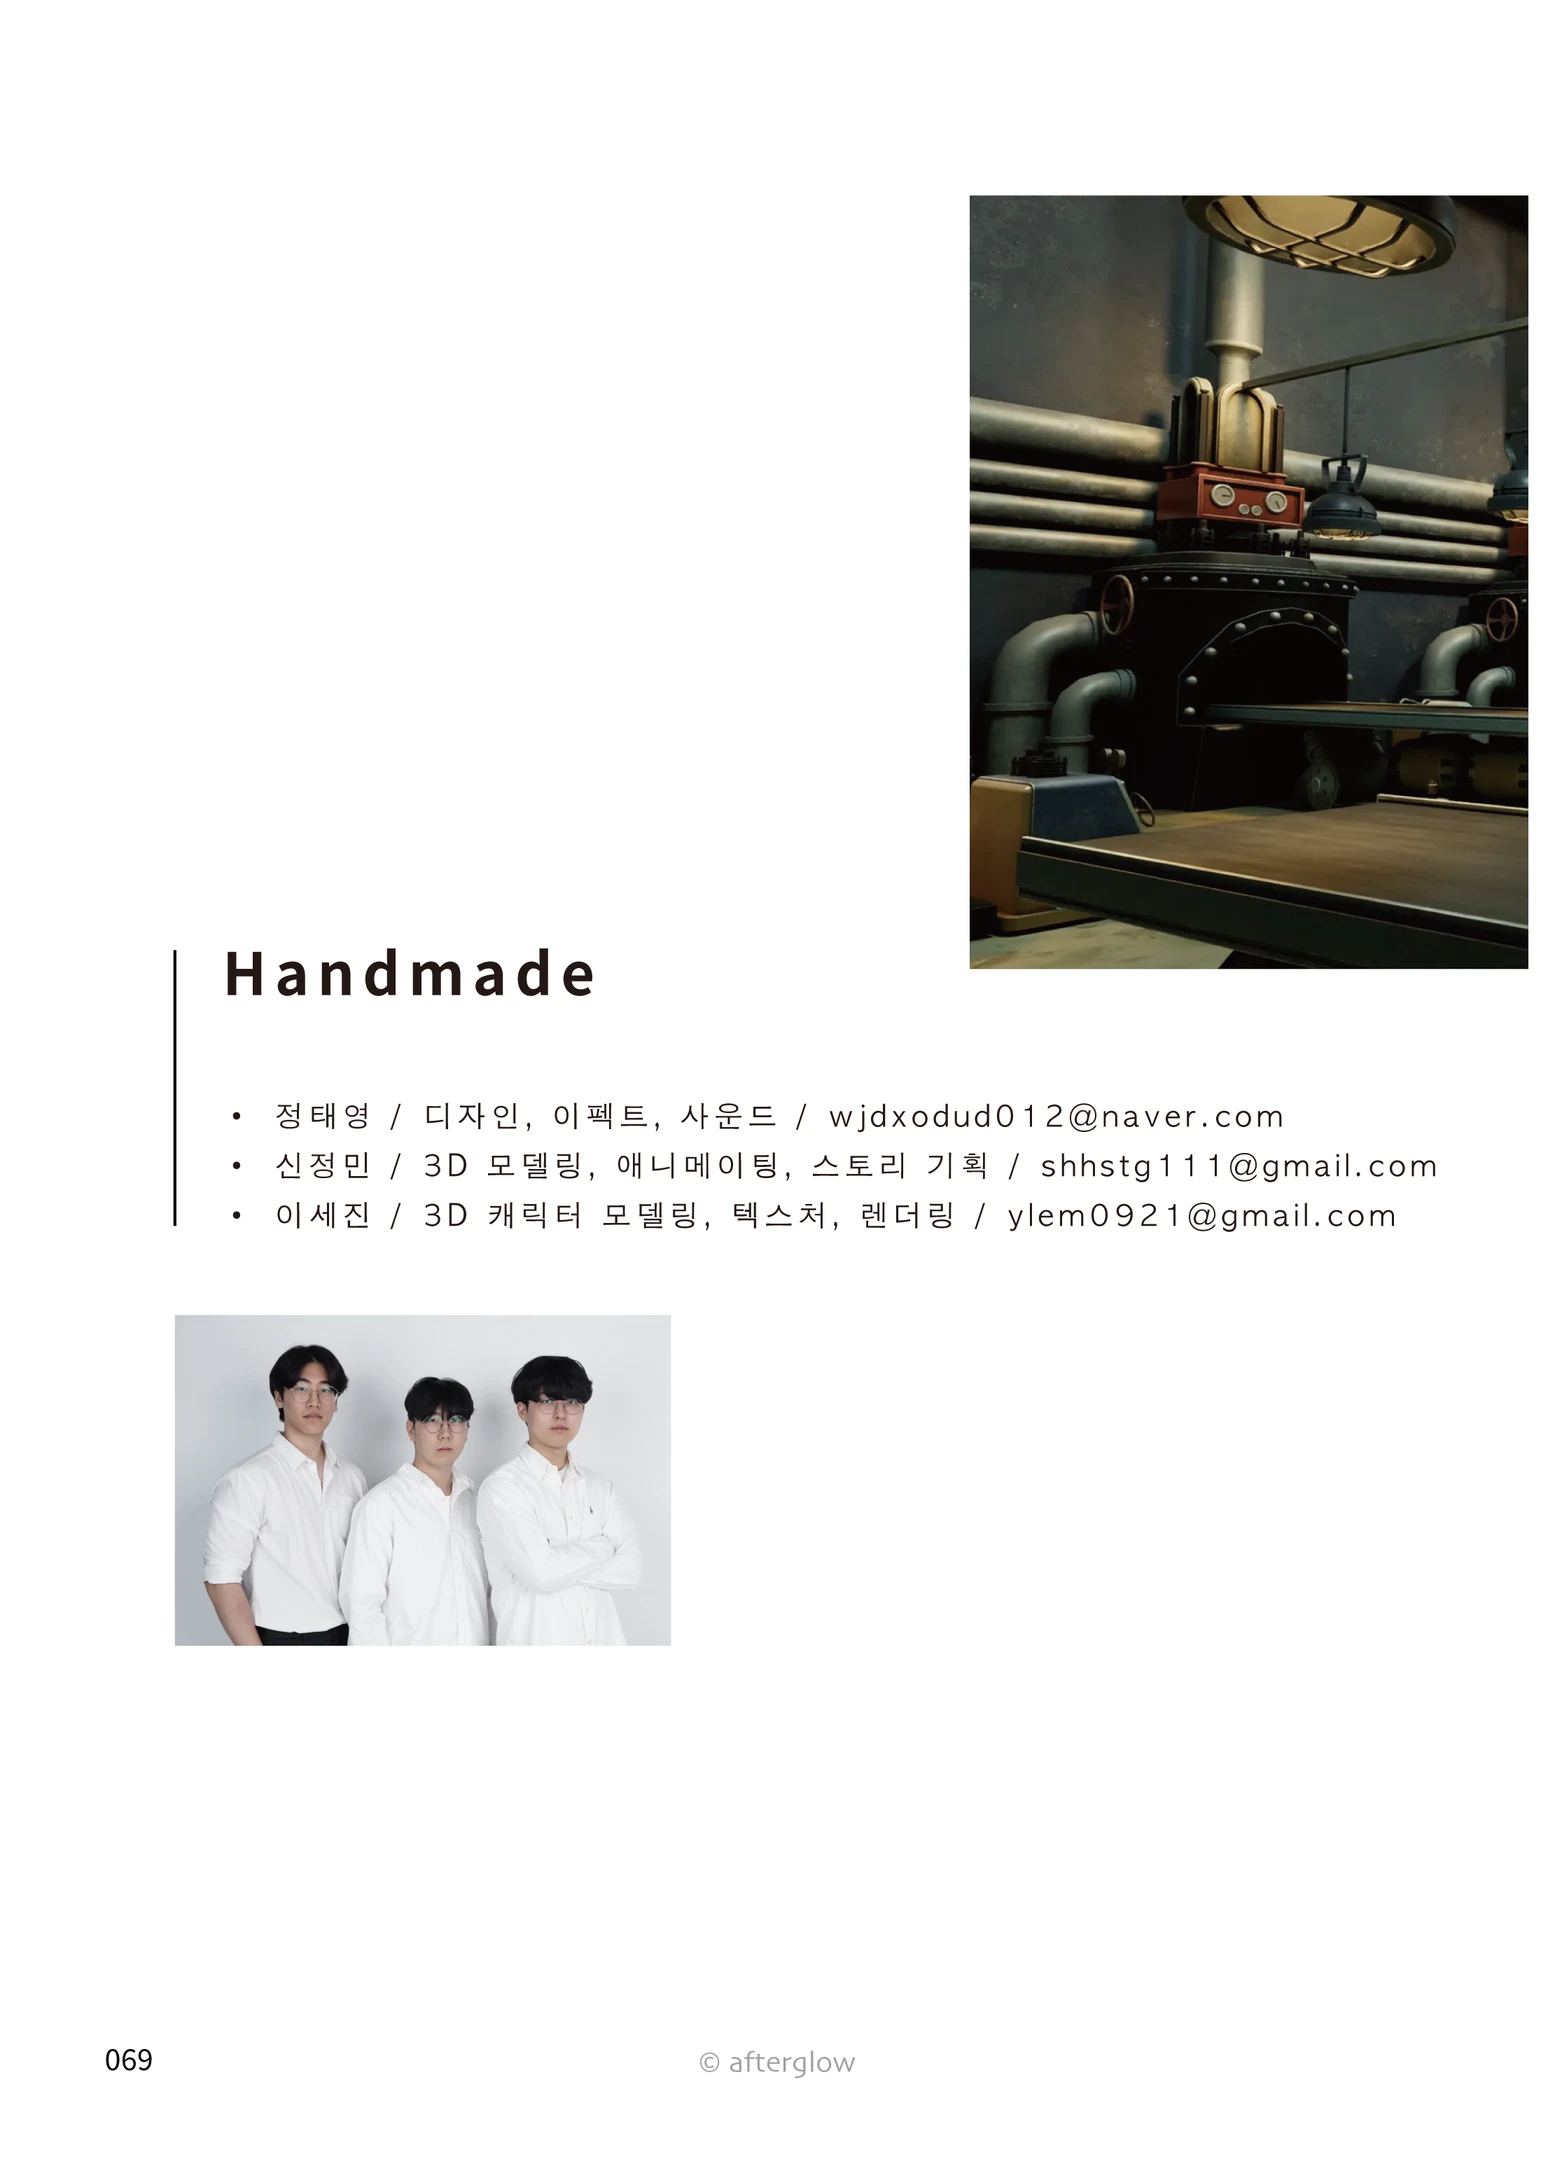 Handmade
• 정태영 / 디자인, 이펙트, 사운드 / wjdxodud012@naver.com
• 신정민 / 3D 모델링, 애니메이팅, 스토리 기획 / shhstg111@gmail.com
• 이세진 / 3D 캐릭터 모델링, 텍스처, 렌더링 / ylem0921@gmail.com
069
© afterglow